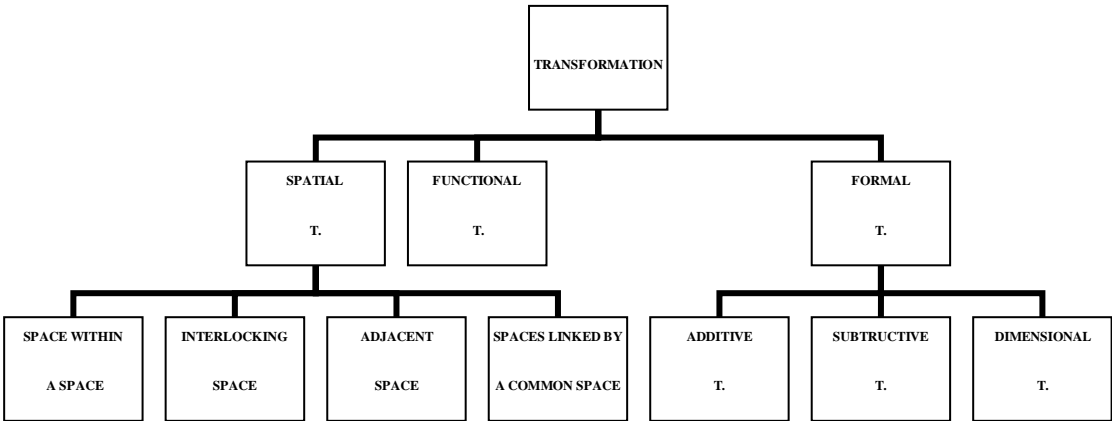 TRANSFORMATION
SPATIAL
T.
FUNCTIONAL
T.
FORMAL
T.
SPACE WITHIN
A SPACE
INTERLOCKING
SPACE
ADJACENT
SPACE
SPACES LINKED BY
A COMMON SPACE
ADDITIVE
T.
SUBTRUCTIVE
T.
DIMENSIONAL
T.